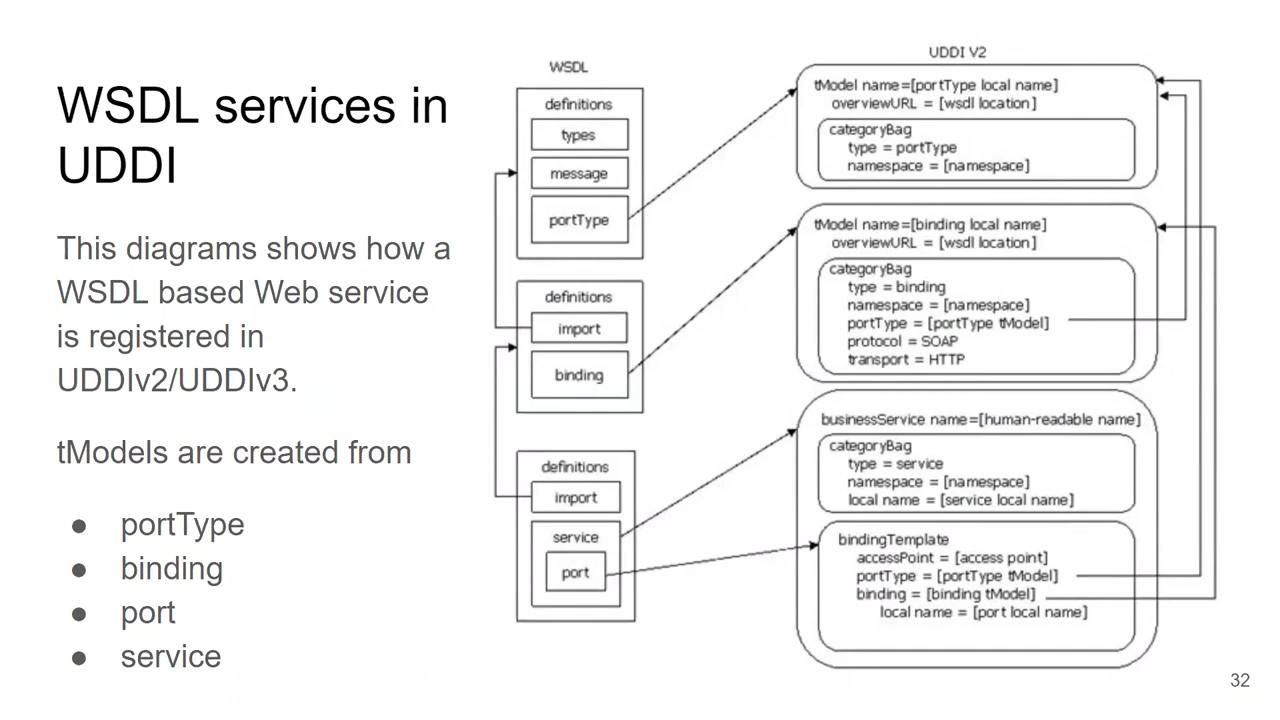 WSDL services in
UDDI
This diagrams shows how a
WSDL based Web service
is registered in
UDDIv2/UDDIv3.
tModels are created from
● portType
● binding
● port
● service
WSDL
definitions
types
message
portType
definitions
import
binding
definitions
import
service
port
UDDI V2
tModel name=[portType local name]
overviewURL = [wsdl location]
categoryBag
type = portType
namespace = [namespace]
tModel name=[binding local name]
overviewURL = [wsdl location]
categoryBag
type = binding
namespace = [namespace]
portType = [portType tModel]
protocol = SOAP
transport = HTTP
businessService name=[human-readable name]
categoryBag
type = service
namespace = [namespace]
local name = [service local name]
bindingTemplate
accessPoint = [access point]
portType = [portType tModel]
binding = [binding tModel]
local name = [port local name]
32